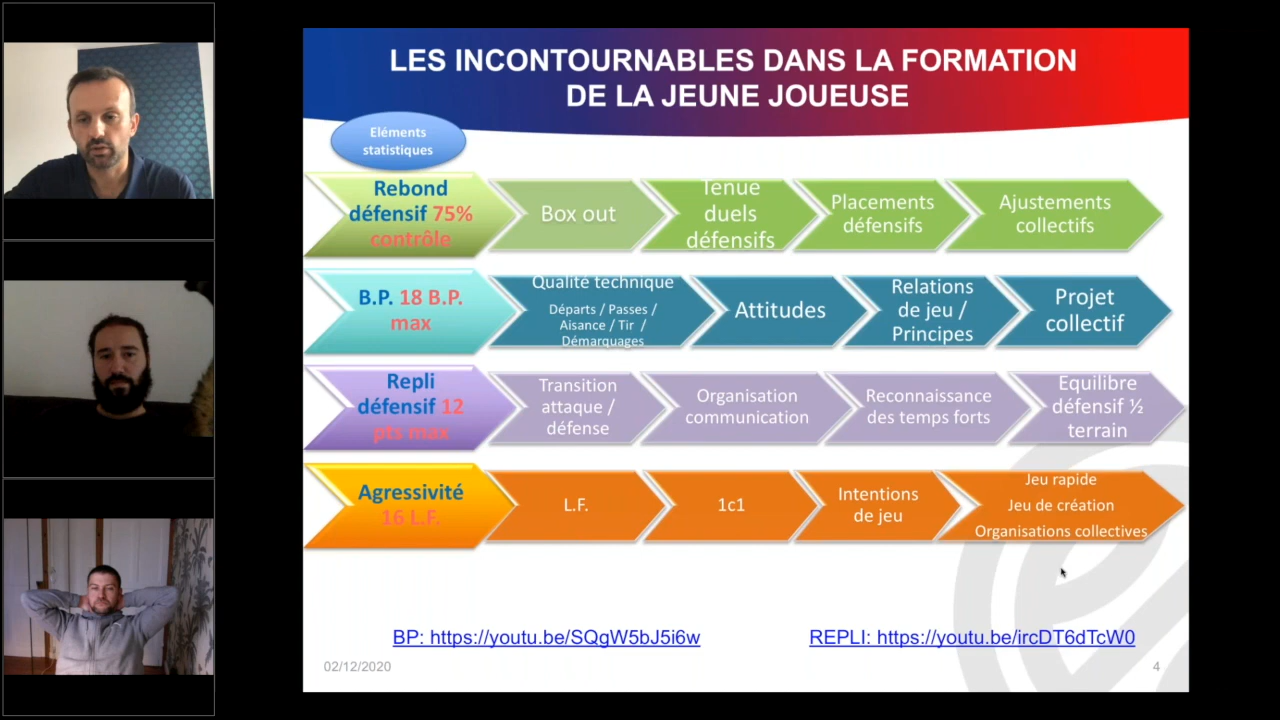 LES INCONTOURNABLES DANS LA FORMATION
DE LA JEUNE JOUEUSE
Eléments
statistiques
Rebond
défensif 75%
contrôle
Box out
Tenue
duels
défensifs
Placements
défensifs
Ajustements
collectifs
B.P. 18 B.P.
max
Qualité technique
Départs / Passes /
Aisance / Tir /
Démarquages
Attitudes
Relations
de jeu /
Principes
Projet
collectif
Repli
défensif 12
pts max
Transition
attaque /
défense
Organisation
communication
Reconnaissance
des temps forts
Equilibre
défensif ½
terrain
Agressivité
16 L.F.
L.F.
1c1
Intentions
de jeu
Jeu rapide
Jeu de création
Organisations collectives
BP: https://youtu.be/SQgW5bJ5i6w
REPLI: https://youtu.be/ircDT6dTcW0
02/12/2020
4